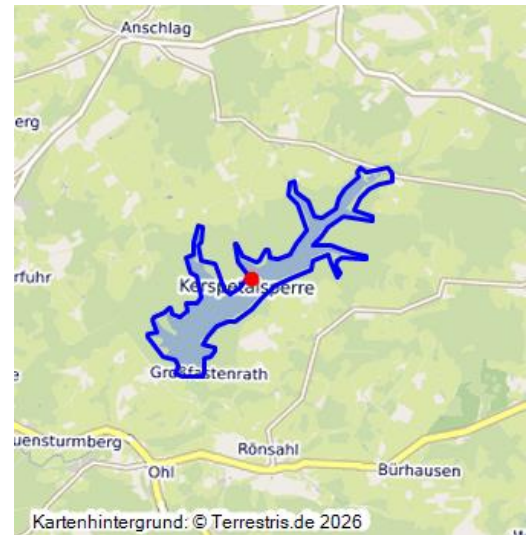 Anschlag
erg
rfuhr
Kerspetalsperre
Großfastenrath
uensturmberg
Rönsahl
Ohl
Bürhausen
Kartenhintergrund: © Terrestris.de 2026